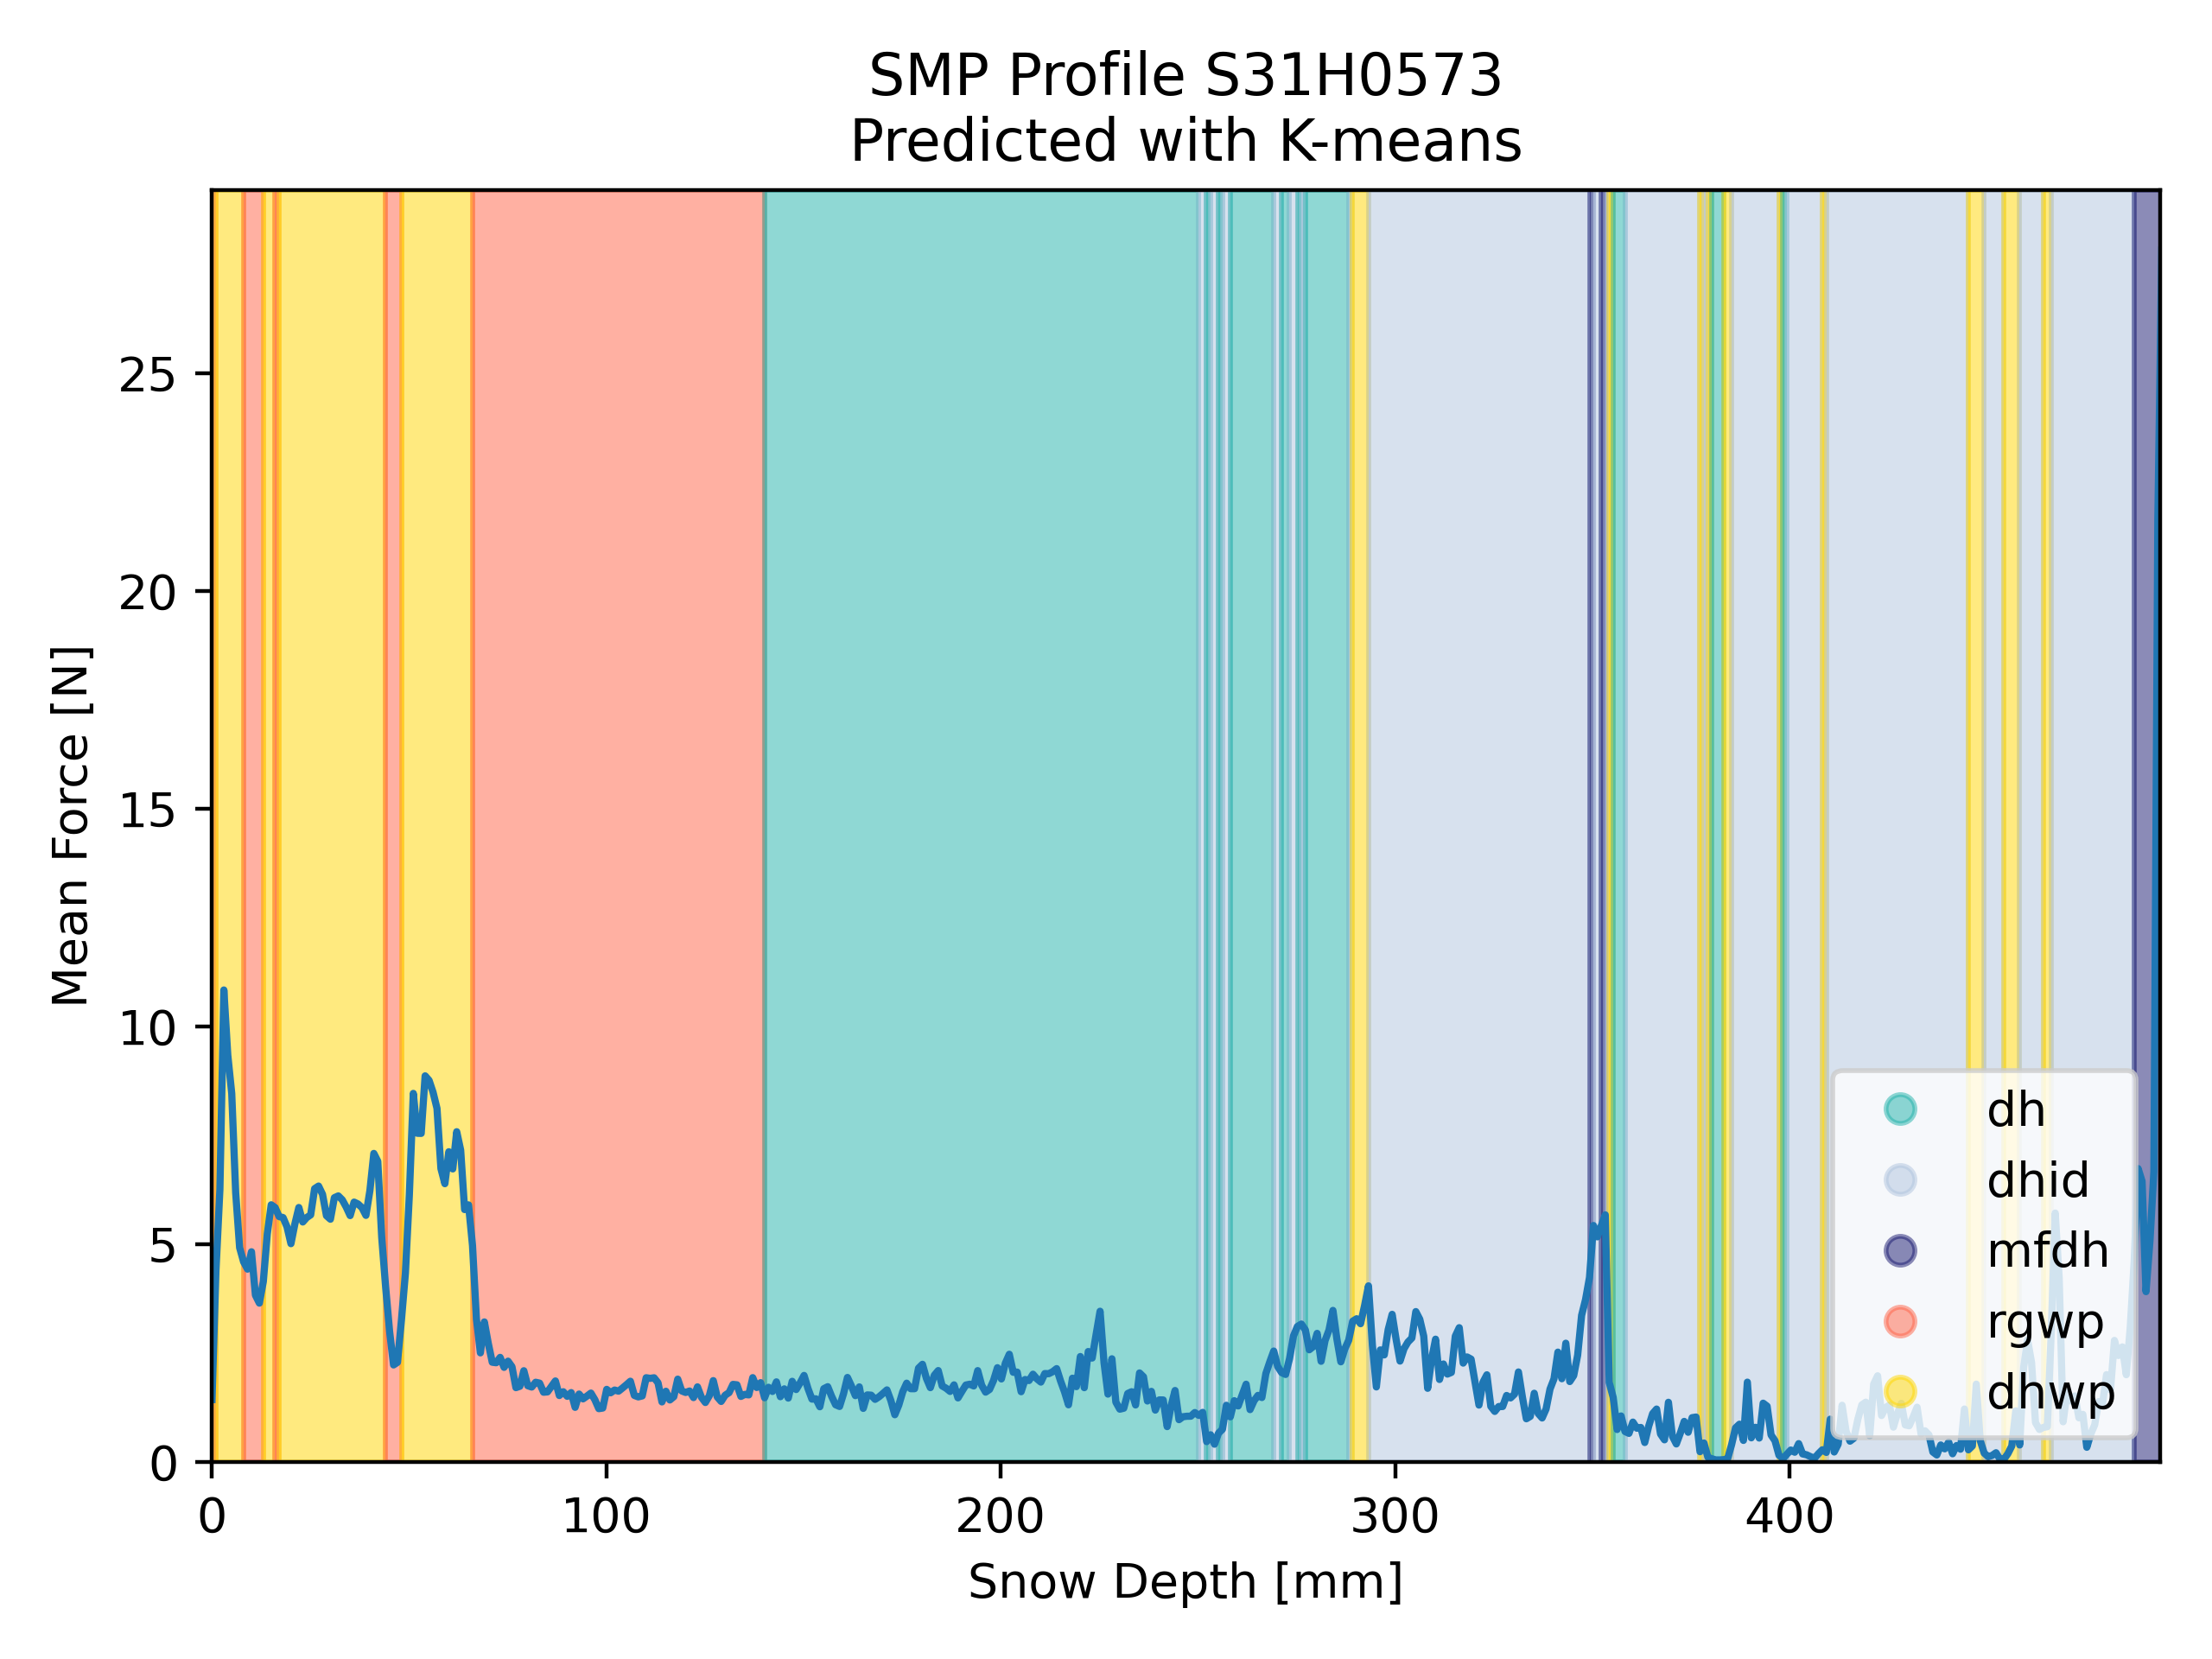 SMP Profile S31H0573
Predicted with K-means
Mean Force [N]
25
20
15
10
5
0
0 100 200 300 400
Snow Depth [mm]
dh
dhid
mfdh
rgwp
dhwp